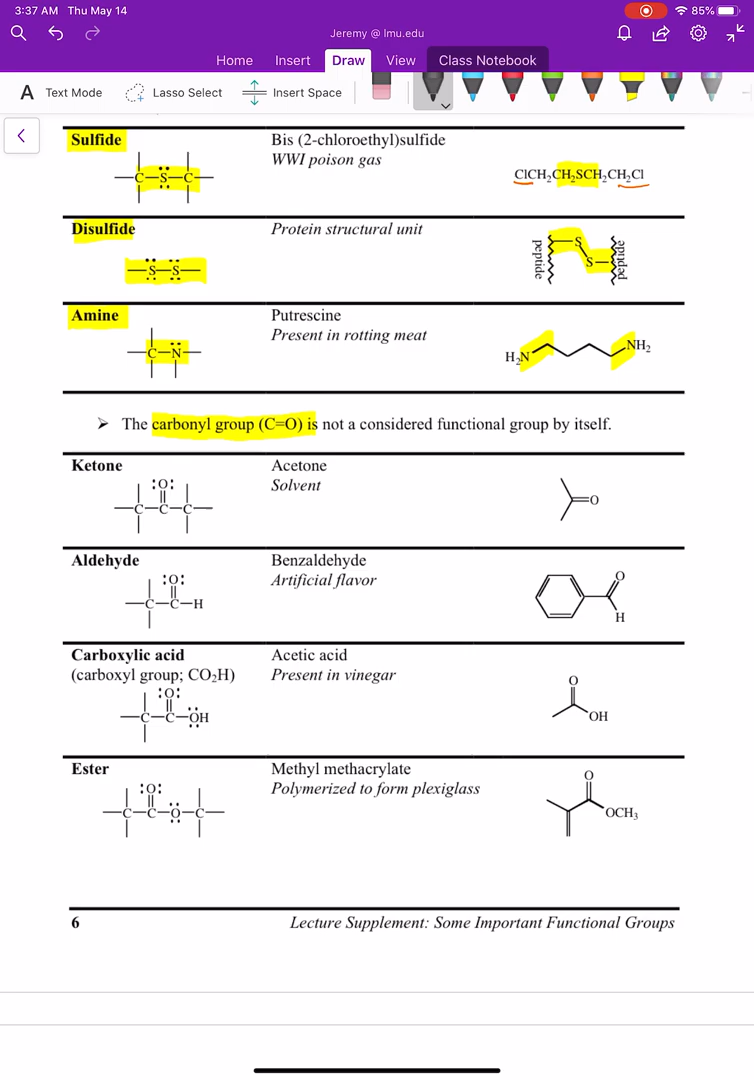 3:37 AM Thu May 14
85%
Jeremy @ lmu.edu
Home Insert Draw View Class Notebook
A Text Mode Lasso Select Insert Space
Sulfide
Bis (2-chloroethyl)sulfide
WWI poison gas
—C—S—C—
ClCH₂CH₂SCH₂CH₂Cl
Disulfide
Protein structural unit
—S—S—
peptide S S peptide
Amine
Putrescine
Present in rotting meat
—C—N—
H₂N NH₂
➢ The carbonyl group (C=O) is not a considered functional group by itself.
Ketone
Acetone
Solvent
:O:
—C—C—C—
O
Aldehyde
Benzaldehyde
Artificial flavor
:O:
—C—C—H
O
H
Carboxylic acid
Acetic acid
(carboxyl group; CO₂H)
Present in vinegar
:O:
—C—C—OH
O
OH
Ester
Methyl methacrylate
Polymerized to form plexiglass
:O:
—C—C—O—C—
O
OCH₃
6 Lecture Supplement: Some Important Functional Groups